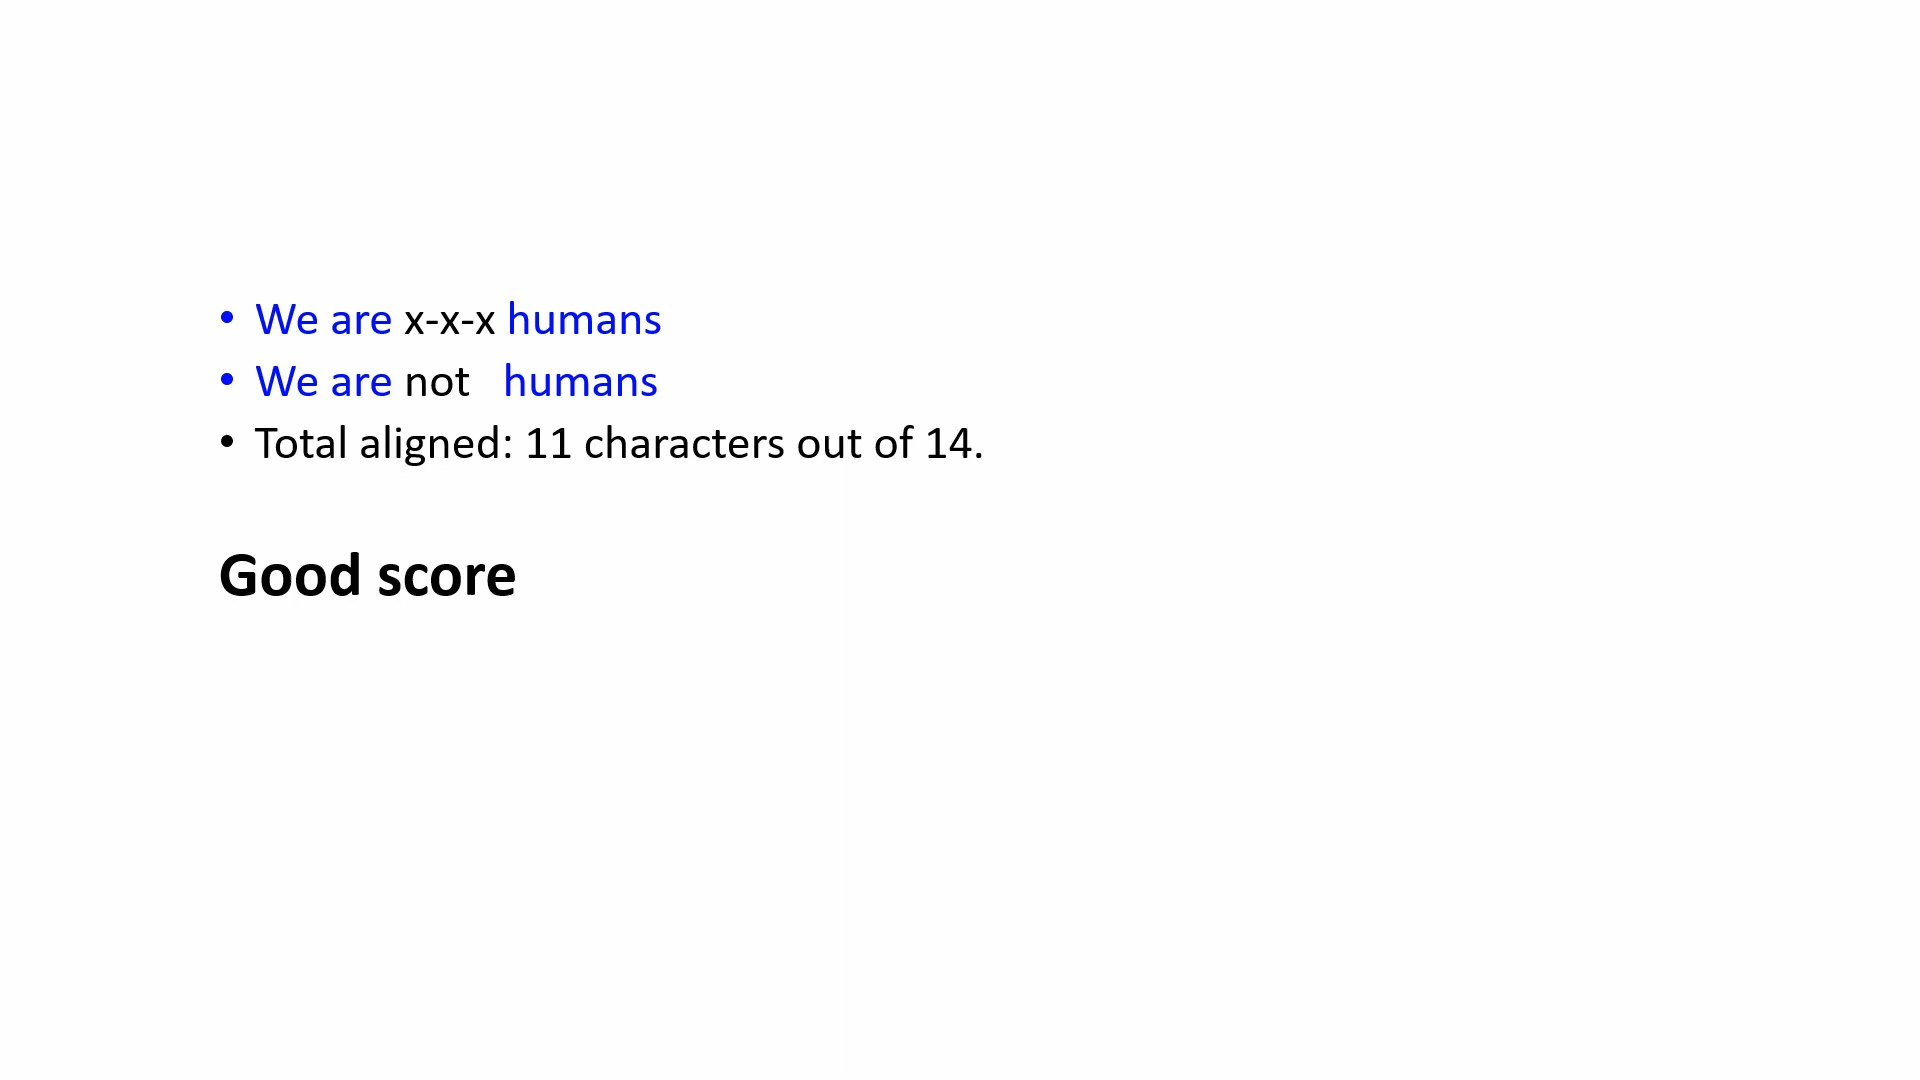 • We are x-x-x humans
• We are not   humans
• Total aligned: 11 characters out of 14.
Good score